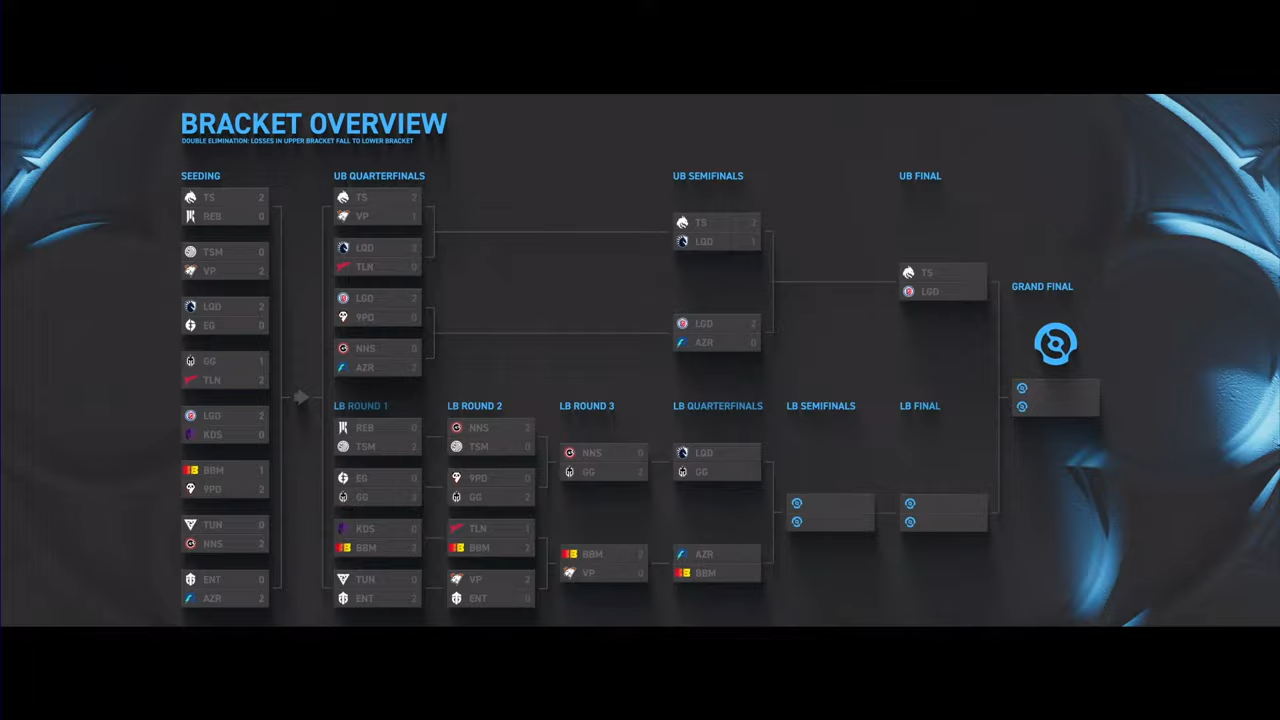 BRACKET OVERVIEW
DOUBLE ELIMINATION: LOSSES IN UPPER BRACKET FALL TO LOWER BRACKET
SEEDING
TS 2
REB 0
TSM 0
VP 2
LQD 2
EG 0
GG 1
TLN 2
LGD 2
KDS 0
BBM 1
9PD 2
TUN 0
NNS 2
ENT 0
AZR 2
UB QUARTERFINALS
TS 2
VP 1
LQD 2
TLN 0
LGD 2
9PD 0
NNS 0
AZR 2
UB SEMIFINALS
TS 2
LQD 1
LGD 2
AZR 0
UB FINAL
TS
LGD
GRAND FINAL
LB ROUND 1
REB 0
TSM 2
EG 0
GG 2
KDS 0
BBM 2
TUN 0
ENT 2
LB ROUND 2
NNS 2
TSM 0
9PD 0
GG 2
TLN 1
BBM 2
VP 2
ENT 0
LB ROUND 3
NNS 0
GG 2
BBM 2
VP 0
LB QUARTERFINALS
LQD
GG
AZR
BBM
LB SEMIFINALS
LB FINAL